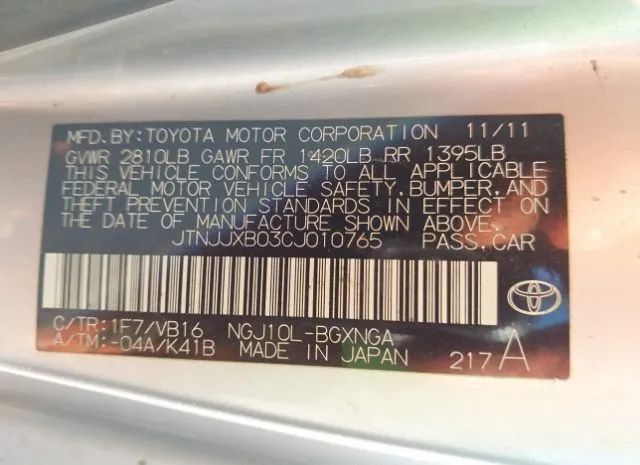 MFD. BY: TOYOTA MOTOR CORPORATION 11/11
GVWR 2810LB GAWR FR 1420LB RR 1395LB
THIS VEHICLE CONFORMS TO ALL APPLICABLE
FEDERAL MOTOR VEHICLE SAFETY, BUMPER, AND
THEFT PREVENTION STANDARDS IN EFFECT ON
THE DATE OF MANUFACTURE SHOWN ABOVE.
JTNJJXB03CJ010765 PASS. CAR
C/TR: 1F7/VB16 NGJ10L-BGXNGA
A/TM: -04A/K41B MADE IN JAPAN 217A